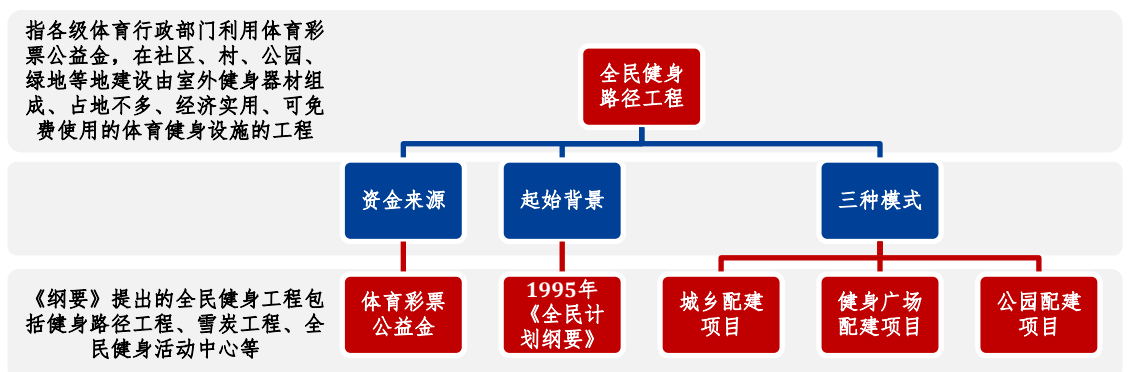 指各级体育行政部门利用体育彩
票公益金，在社区、村、公园、
绿地等地建设由室外健身器材组
成、占地不多、经济实用、可免
费使用的体育健身设施的工程
全民健身
路径工程
资金来源
起始背景
三种模式
《纲要》提出的全民健身工程包
括健身路径工程、雪炭工程、全
民健身活动中心等
体育彩票
公益金
1995年
《全民计
划纲要》
城乡配建
项目
健身广场
配建项目
公园配建
项目